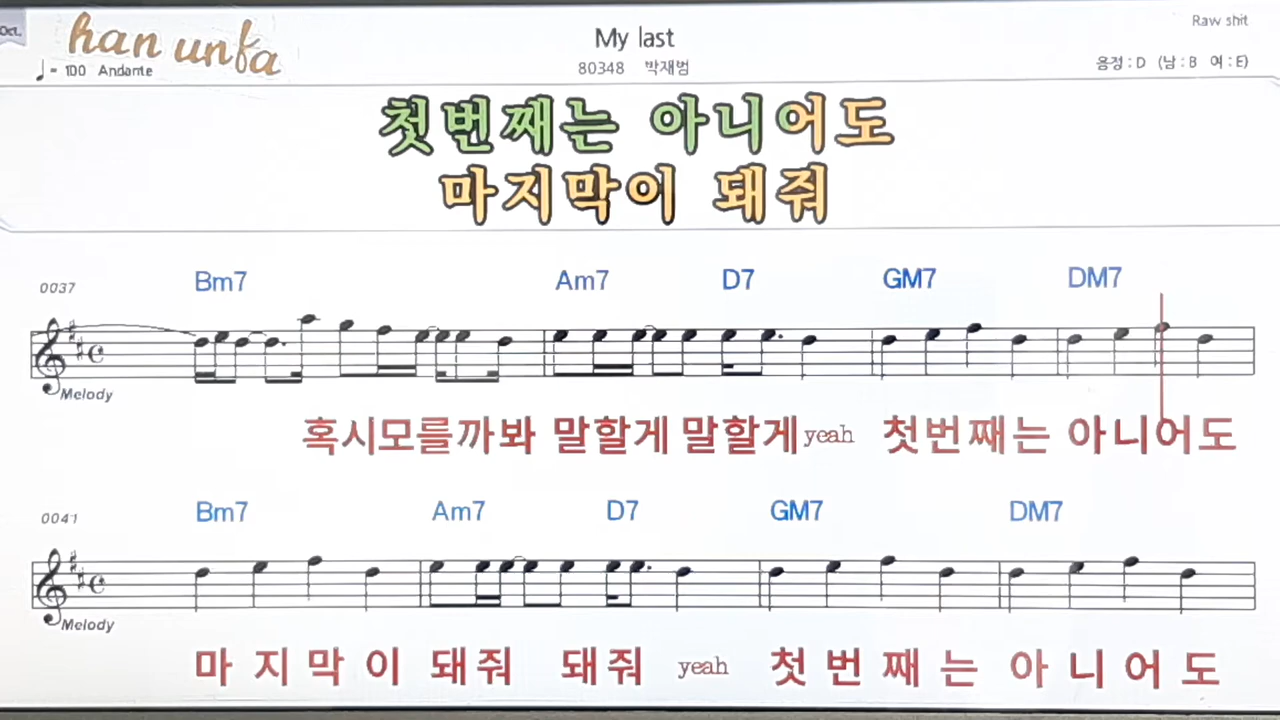 Oct.
han unfa
Raw shit
My last
♩= 100 Andante
80348 박재범
음정 : D (남 : B 여 : E)
첫번째는 아니어도
마지막이 돼줘
0037 Bm7 Am7 D7 GM7 DM7
Melody
혹시모를까봐 말할게 말할게 yeah 첫번째는 아니어도
0041 Bm7 Am7 D7 GM7 DM7
Melody
마지막이 돼줘 돼줘 yeah 첫번째는 아니어도